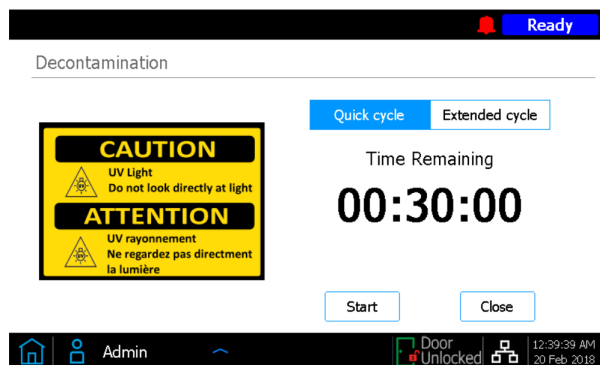 Ready
Decontamination
Quick cycle
Extended cycle
CAUTION
UV Light
Do not look directly at light
ATTENTION
UV rayonnement
Ne regardez pas directment
la lumière
Time Remaining
00:30:00
Start
Close
Admin
Door
Unlocked
12:39:39 AM
20 Feb 2018